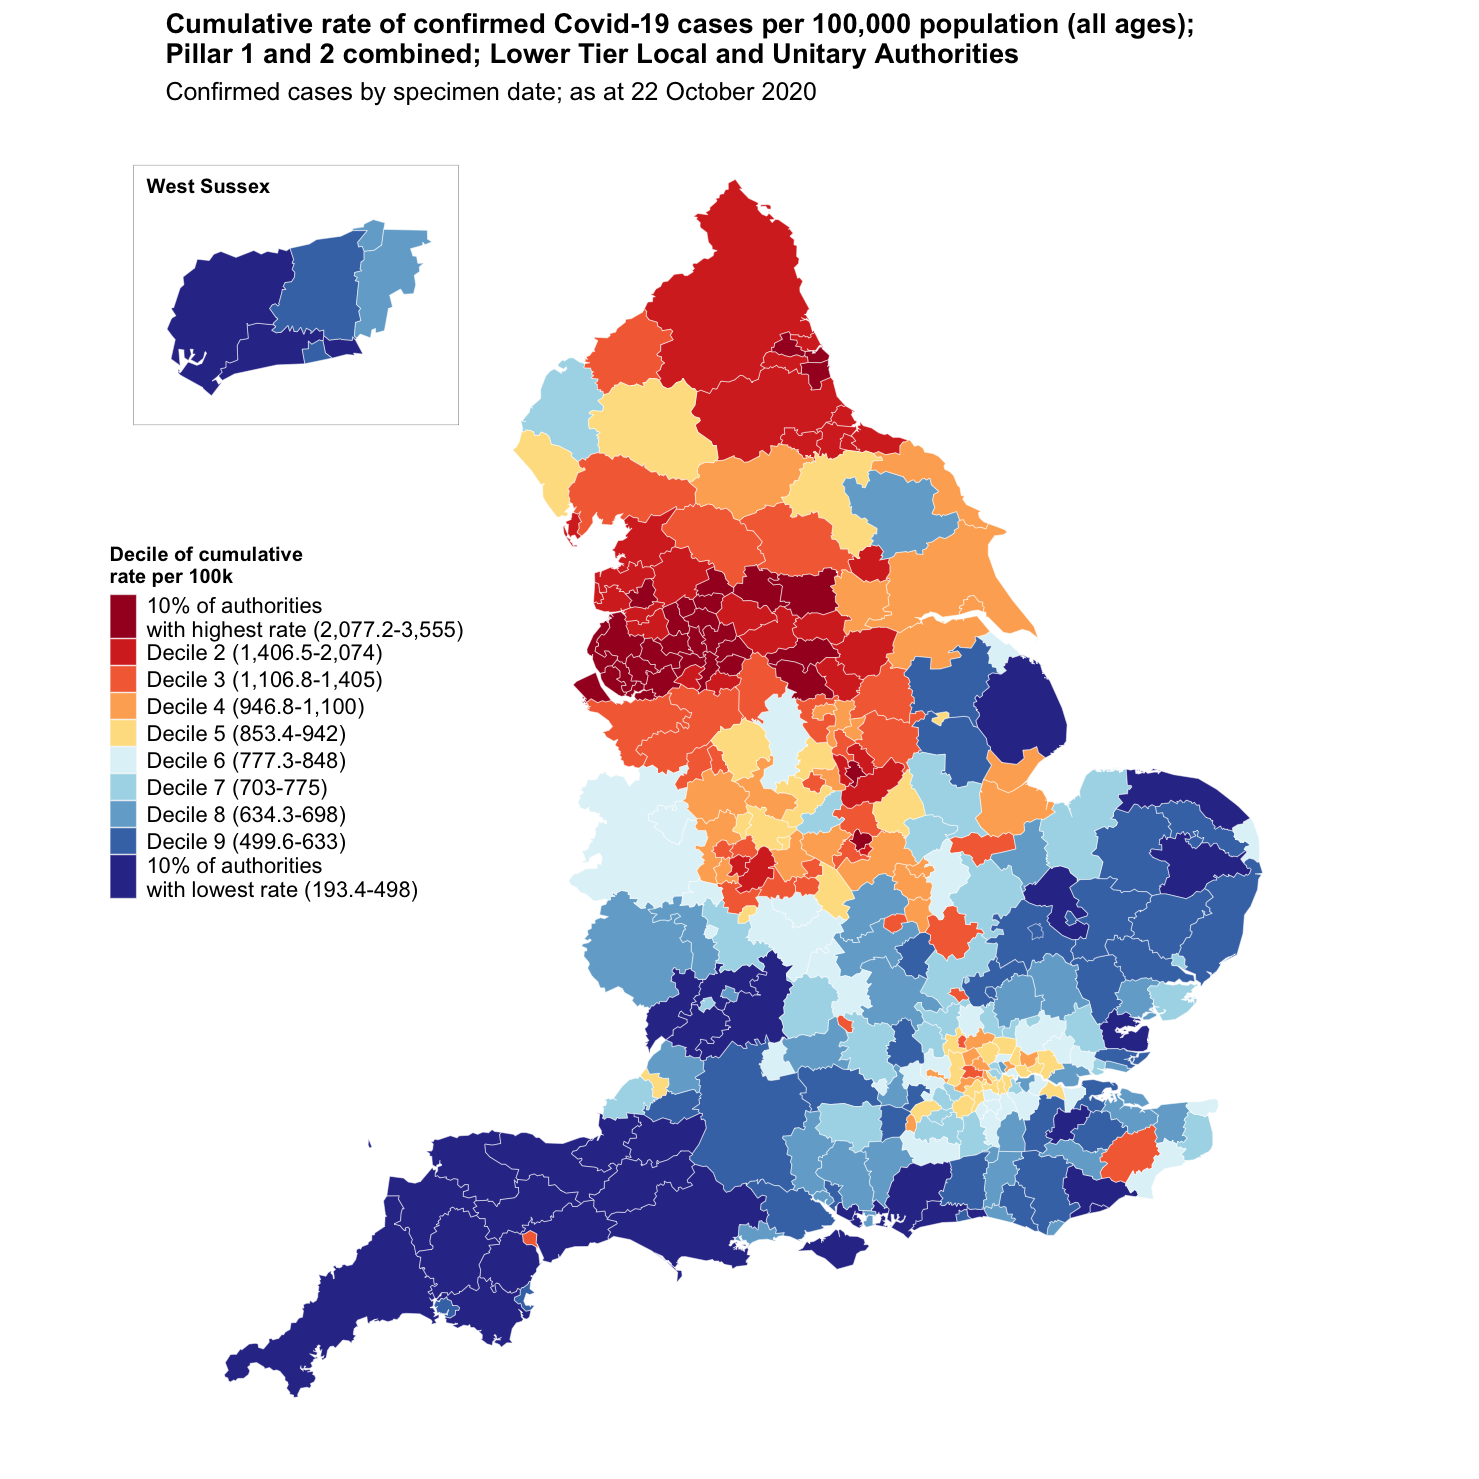 Cumulative rate of confirmed Covid-19 cases per 100,000 population (all ages);
Pillar 1 and 2 combined; Lower Tier Local and Unitary Authorities
Confirmed cases by specimen date; as at 22 October 2020
West Sussex
Decile of cumulative
rate per 100k
10% of authorities
with highest rate (2,077.2-3,555)
Decile 2 (1,406.5-2,074)
Decile 3 (1,106.8-1,405)
Decile 4 (946.8-1,100)
Decile 5 (853.4-942)
Decile 6 (777.3-848)
Decile 7 (703-775)
Decile 8 (634.3-698)
Decile 9 (499.6-633)
10% of authorities
with lowest rate (193.4-498)